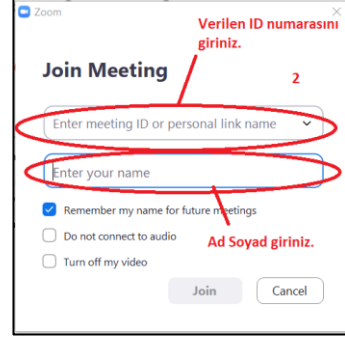 Zoom
Verilen ID numarasını
giriniz.
Join Meeting
2
Enter meeting ID or personal link name
Enter your name
Remember my name for future meetings
Do not connect to audio
Ad Soyad giriniz.
Turn off my video
Join Cancel